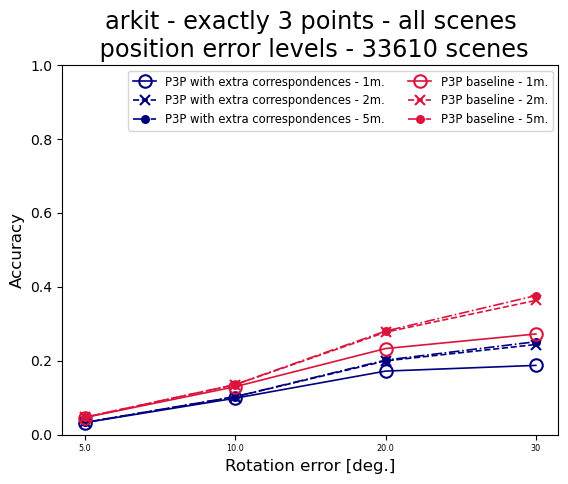 arkit - exactly 3 points - all scenes
position error levels - 33610 scenes
P3P with extra correspondences - 1m.
P3P with extra correspondences - 2m.
P3P with extra correspondences - 5m.
P3P baseline - 1m.
P3P baseline - 2m.
P3P baseline - 5m.
Accuracy
1.0
0.8
0.6
0.4
0.2
0.0
5.0
10.0
20.0
30
Rotation error [deg.]